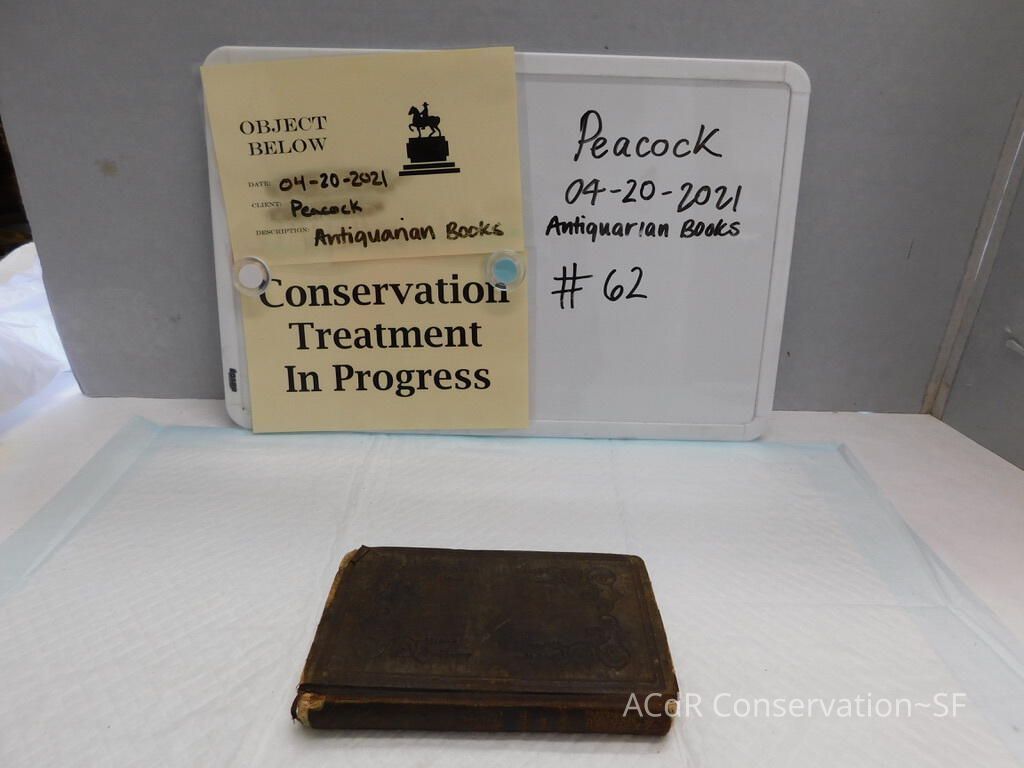 OBJECT
BELOW
DATE: 04-20-2021
CLIENT: Peacock
DESCRIPTION: Antiquarian Books
Conservation
Treatment
In Progress
Peacock
04-20-2021
Antiquarian Books
# 62
ACdR Conservation~SF